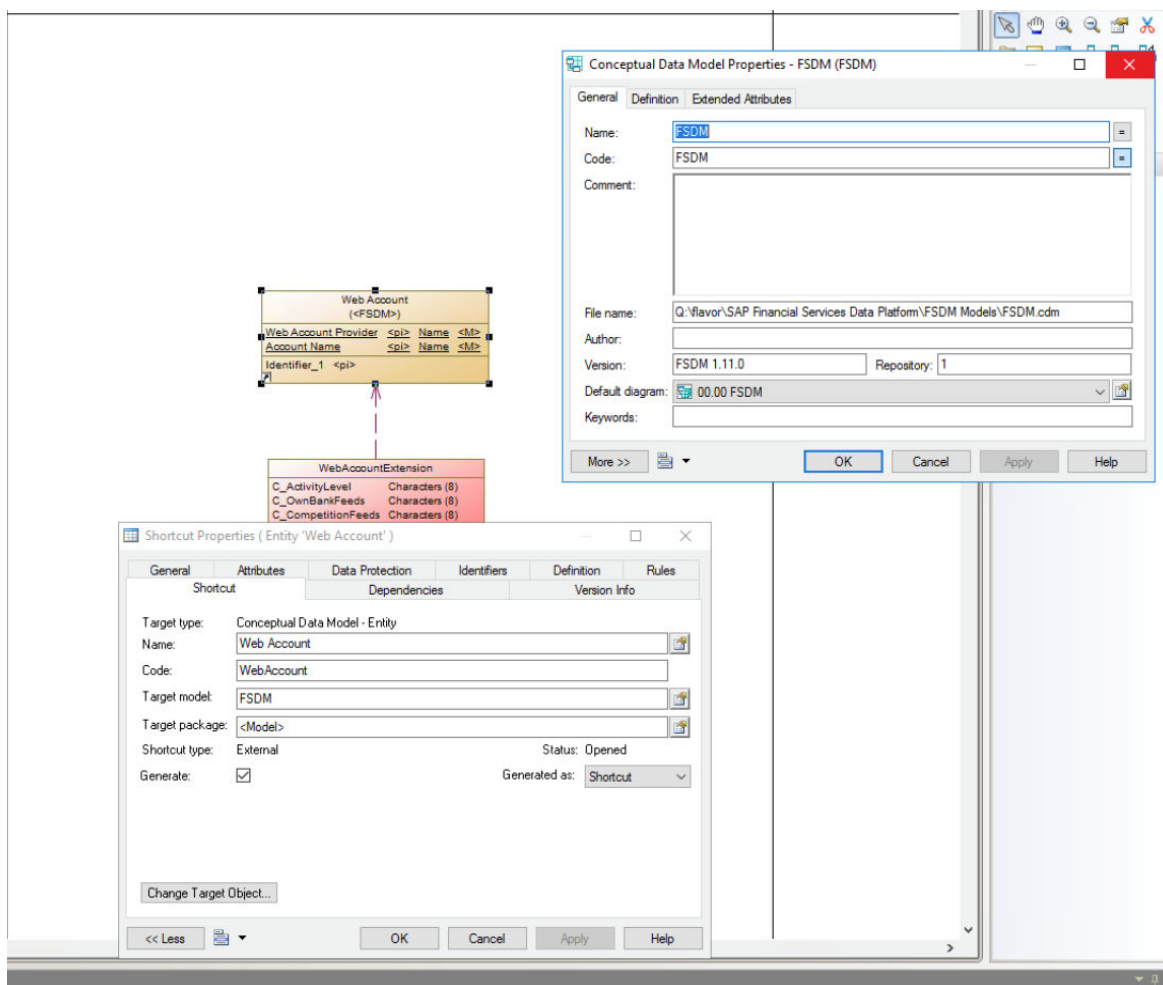 Conceptual Data Model Properties - FSDM (FSDM)
General Definition Extended Attributes
Name: FSDM =
Code: FSDM =
Comment:
File name: Q:\flavor\SAP Financial Services Data Platform\FSDM Models\FSDM.cdm
Author:
Version: FSDM 1.11.0 Repository: 1
Default diagram: 00.00 FSDM
Keywords:
More >> OK Cancel Apply Help
Web Account
(<FSDM>)
Web Account Provider <pi> Name <M>
Account Name <pi> Name <M>
Identifier_1 <pi>
WebAccountExtension
C_ActivityLevel Characters (8)
C_OwnBankFeeds Characters (8)
C_CompetitionFeeds Characters (8)
Shortcut Properties ( Entity 'Web Account' )
General Attributes Data Protection Identifiers Definition Rules
Shortcut Dependencies Version Info
Target type: Conceptual Data Model - Entity
Name: Web Account
Code: WebAccount
Target model: FSDM
Target package: <Model>
Shortcut type: External Status: Opened
Generate: Generated as: Shortcut
Change Target Object...
<< Less OK Cancel Apply Help